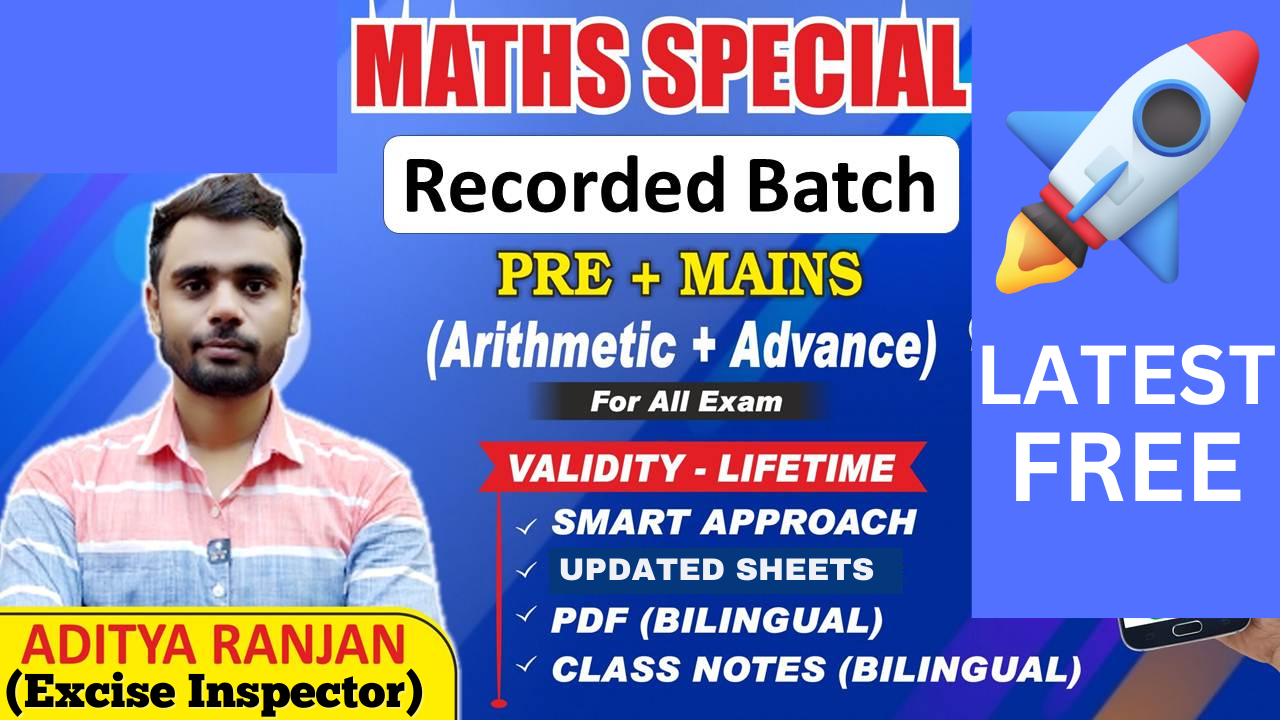 MATHS SPECIAL
Recorded Batch
PRE + MAINS
(Arithmetic + Advance)
For All Exam
VALIDITY - LIFETIME
SMART APPROACH
UPDATED SHEETS
PDF (BILINGUAL)
CLASS NOTES (BILINGUAL)
ADITYA RANJAN
(Excise Inspector)
LATEST
FREE